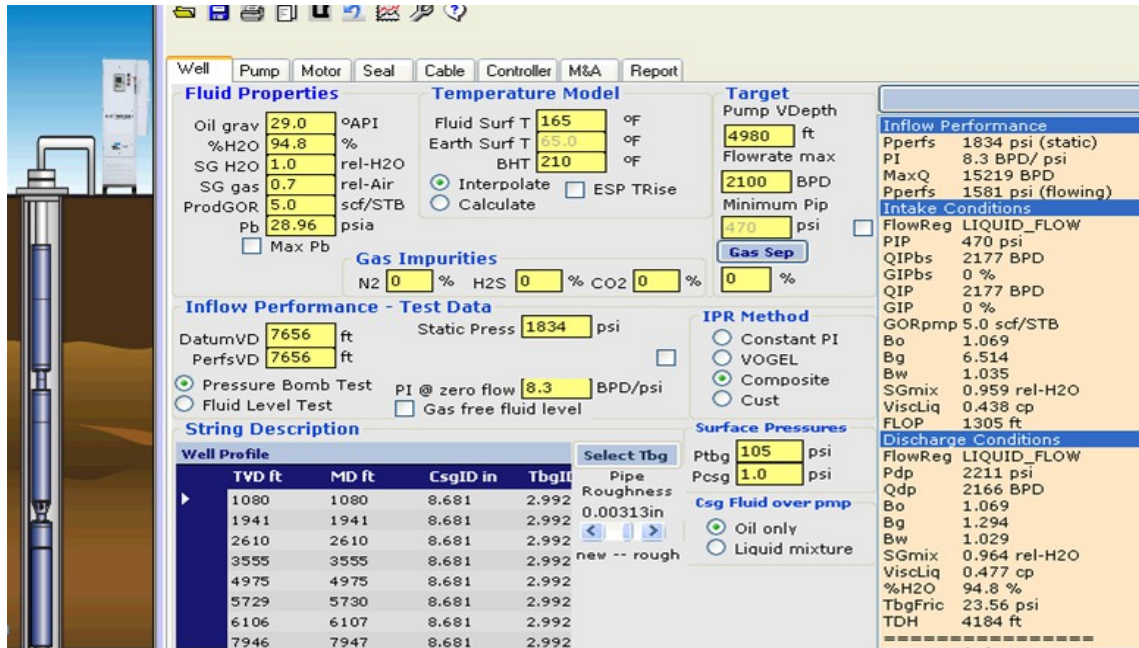 Well Pump Motor Seal Cable Controller M&A Report
Fluid Properties
Oil grav 29.0 ºAPI
%H2O 94.8 %
SG H2O 1.0 rel-H2O
SG gas 0.7 rel-Air
ProdGOR 5.0 scf/STB
Pb 28.96 psia
Max Pb
Temperature Model
Fluid Surf T 165 ºF
Earth Surf T 65.0 ºF
BHT 210 ºF
Interpolate ESP TRise
Calculate
Target
Pump VDepth
4980 ft
Flowrate max
2100 BPD
Minimum Pip
470 psi
Gas Sep
0 %
Gas Impurities
N2 0 % H2S 0 % CO2 0 %
Inflow Performance - Test Data
DatumVD 7656 ft Static Press 1834 psi
PerfsVD 7656 ft
Pressure Bomb Test PI @ zero flow 8.3 BPD/psi
Fluid Level Test Gas free fluid level
IPR Method
Constant PI
VOGEL
Composite
Cust
String Description
Well Profile
TVD ft MD ft CsgID in TbgID
1080 1080 8.681 2.992
1941 1941 8.681 2.992
2610 2610 8.681 2.992
3555 3555 8.681 2.992
4975 4975 8.681 2.992
5729 5730 8.681 2.992
6106 6107 8.681 2.992
7946 7947 8.681 2.992
Select Tbg
Pipe
Roughness
0.00313in
new -- rough
Surface Pressures
Ptbg 105 psi
Pcsg 1.0 psi
Csg Fluid over pmp
Oil only
Liquid mixture
Inflow Performance
Pperfs 1834 psi (static)
PI 8.3 BPD/ psi
MaxQ 15219 BPD
Pperfs 1581 psi (flowing)
Intake Conditions
FlowReg LIQUID_FLOW
PIP 470 psi
QIPbs 2177 BPD
GIPbs 0 %
QIP 2177 BPD
GIP 0 %
GORpmp 5.0 scf/STB
Bo 1.069
Bg 6.514
Bw 1.035
SGmix 0.959 rel-H2O
ViscLiq 0.438 cp
FLOP 1305 ft
Discharge Conditions
FlowReg LIQUID_FLOW
Pdp 2211 psi
Qdp 2166 BPD
Bo 1.069
Bg 1.294
Bw 1.029
SGmix 0.964 rel-H2O
ViscLiq 0.477 cp
%H2O 94.8 %
TbgFric 23.56 psi
TDH 4184 ft
=================